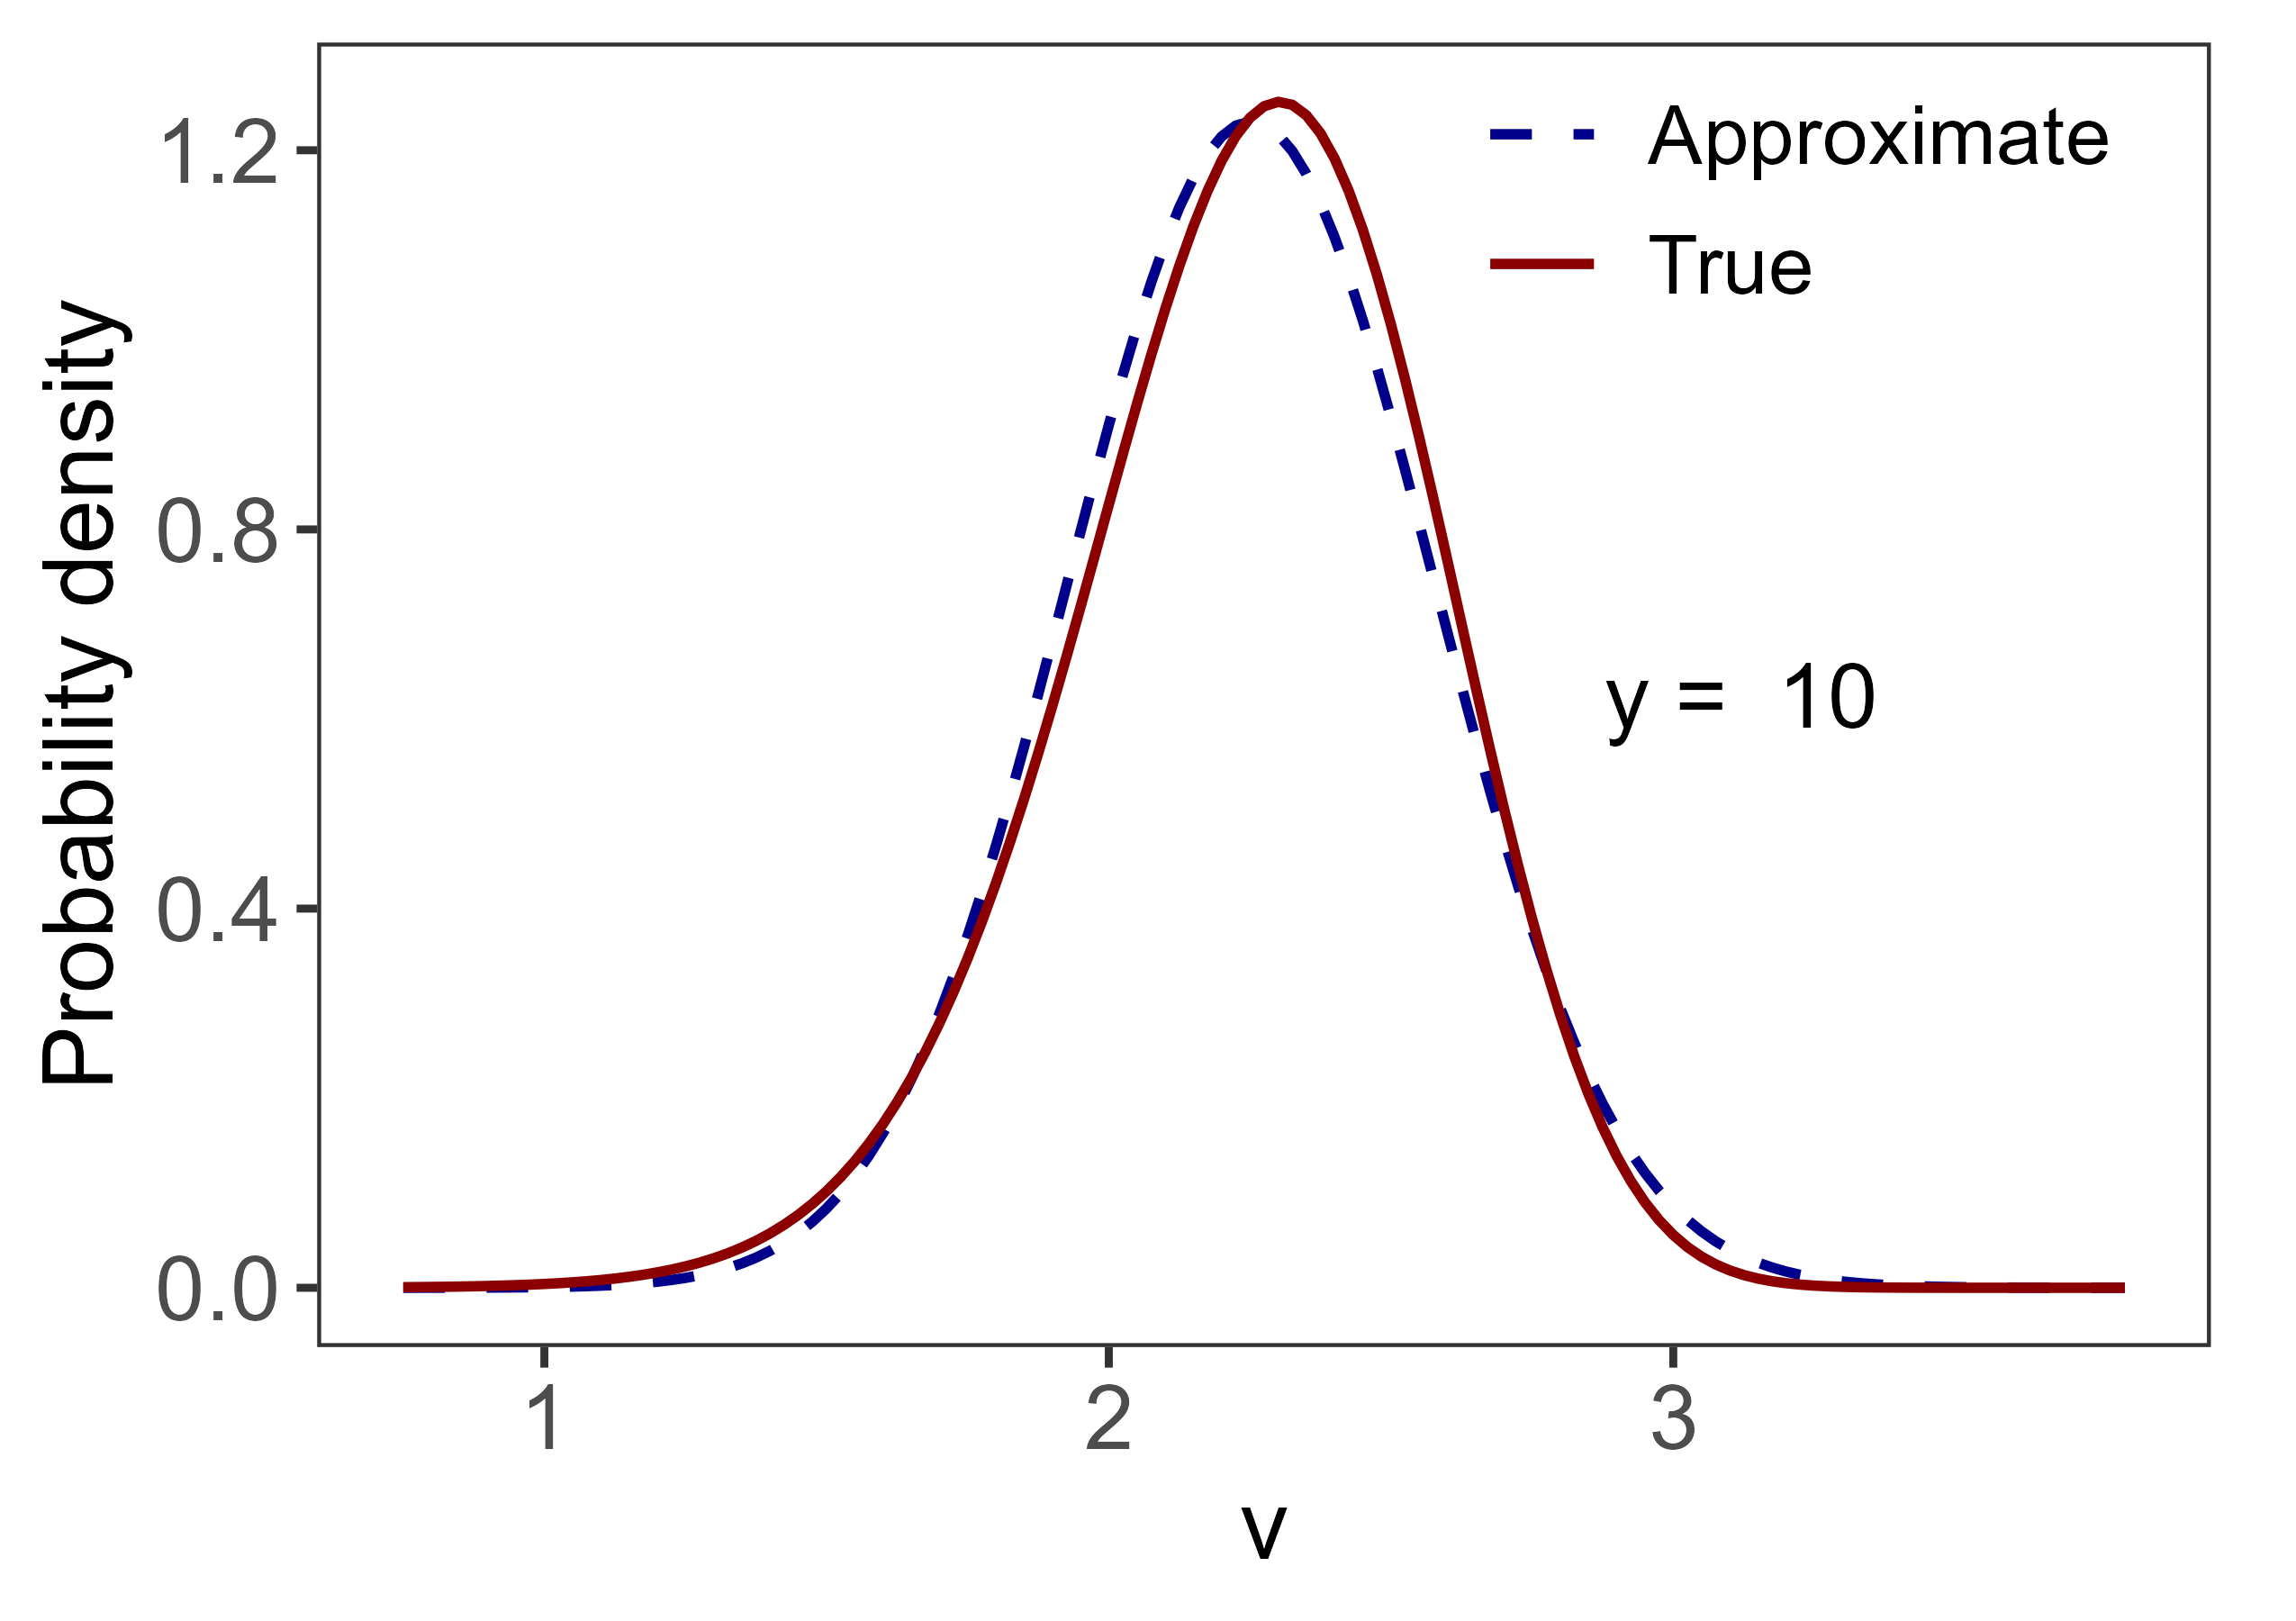 Probability density
1.2
0.8
0.4
0.0
Approximate
True
y = 10
1 2 3
v